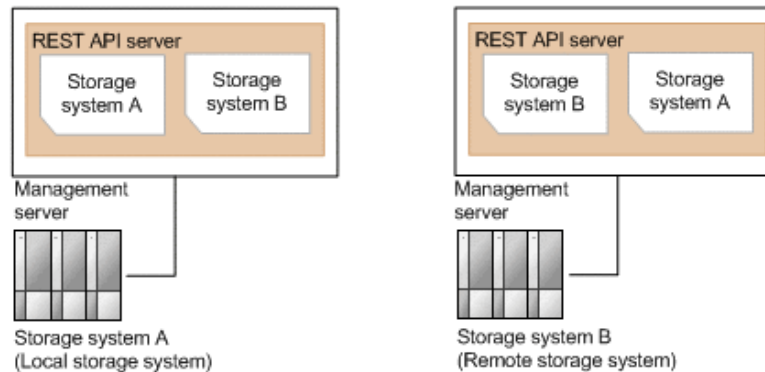 REST API server
Storage
system A
Storage
system B
Management
server
Storage system A
(Local storage system)
REST API server
Storage
system B
Storage
system A
Management
server
Storage system B
(Remote storage system)